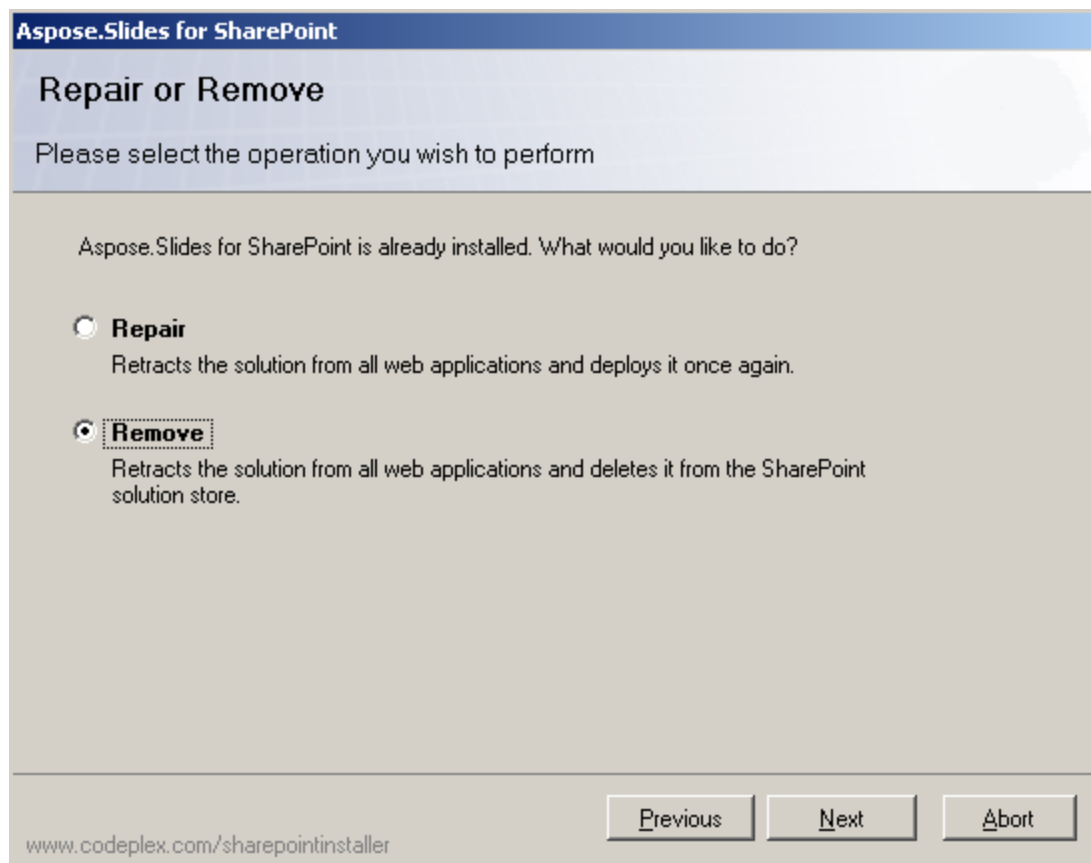 Aspose.Slides for SharePoint
Repair or Remove
Please select the operation you wish to perform
Aspose.Slides for SharePoint is already installed. What would you like to do?
Repair
Retracts the solution from all web applications and deploys it once again.
Remove
Retracts the solution from all web applications and deletes it from the SharePoint
solution store.
Previous Next Abort
www.codeplex.com/sharepointinstaller